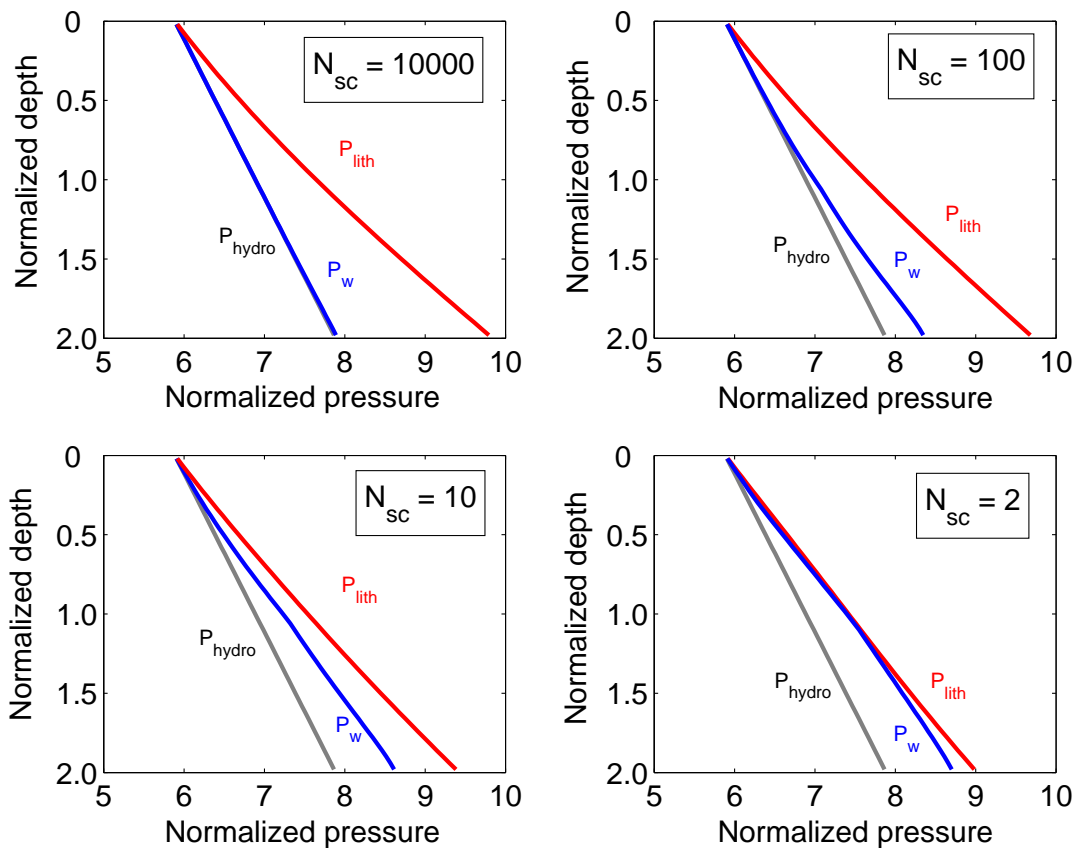 N_sc = 10000
Normalized depth
0
0.5
1.0
1.5
2.0
P_lith
P_hydro
P_w
5 6 7 8 9 10
Normalized pressure
N_sc = 100
Normalized depth
0
0.5
1.0
1.5
2.0
P_lith
P_hydro
P_w
5 6 7 8 9 10
Normalized pressure
N_sc = 10
Normalized depth
0
0.5
1.0
1.5
2.0
P_lith
P_hydro
P_w
5 6 7 8 9 10
Normalized pressure
N_sc = 2
Normalized depth
0
0.5
1.0
1.5
2.0
P_hydro
P_lith
P_w
5 6 7 8 9 10
Normalized pressure